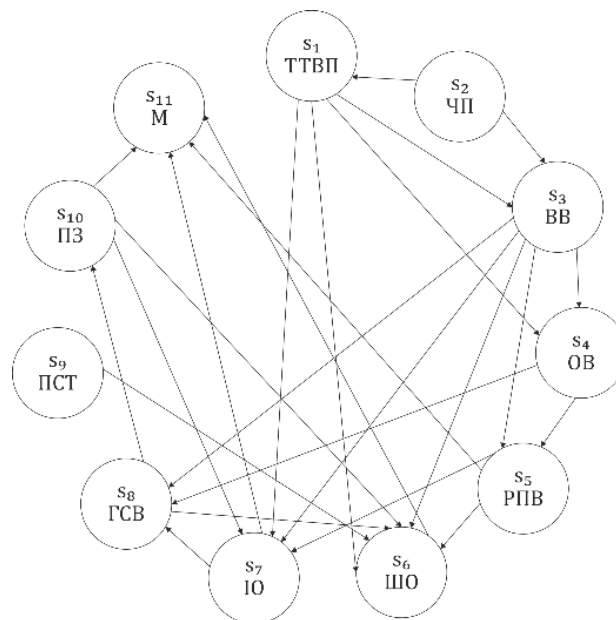 s₁
ТТВП
s₂
ЧП
s₃
ВВ
s₄
ОВ
s₅
РПВ
s₆
ШО
s₇
ІО
s₈
ГСВ
s₉
ПСТ
s₁₀
ПЗ
s₁₁
М